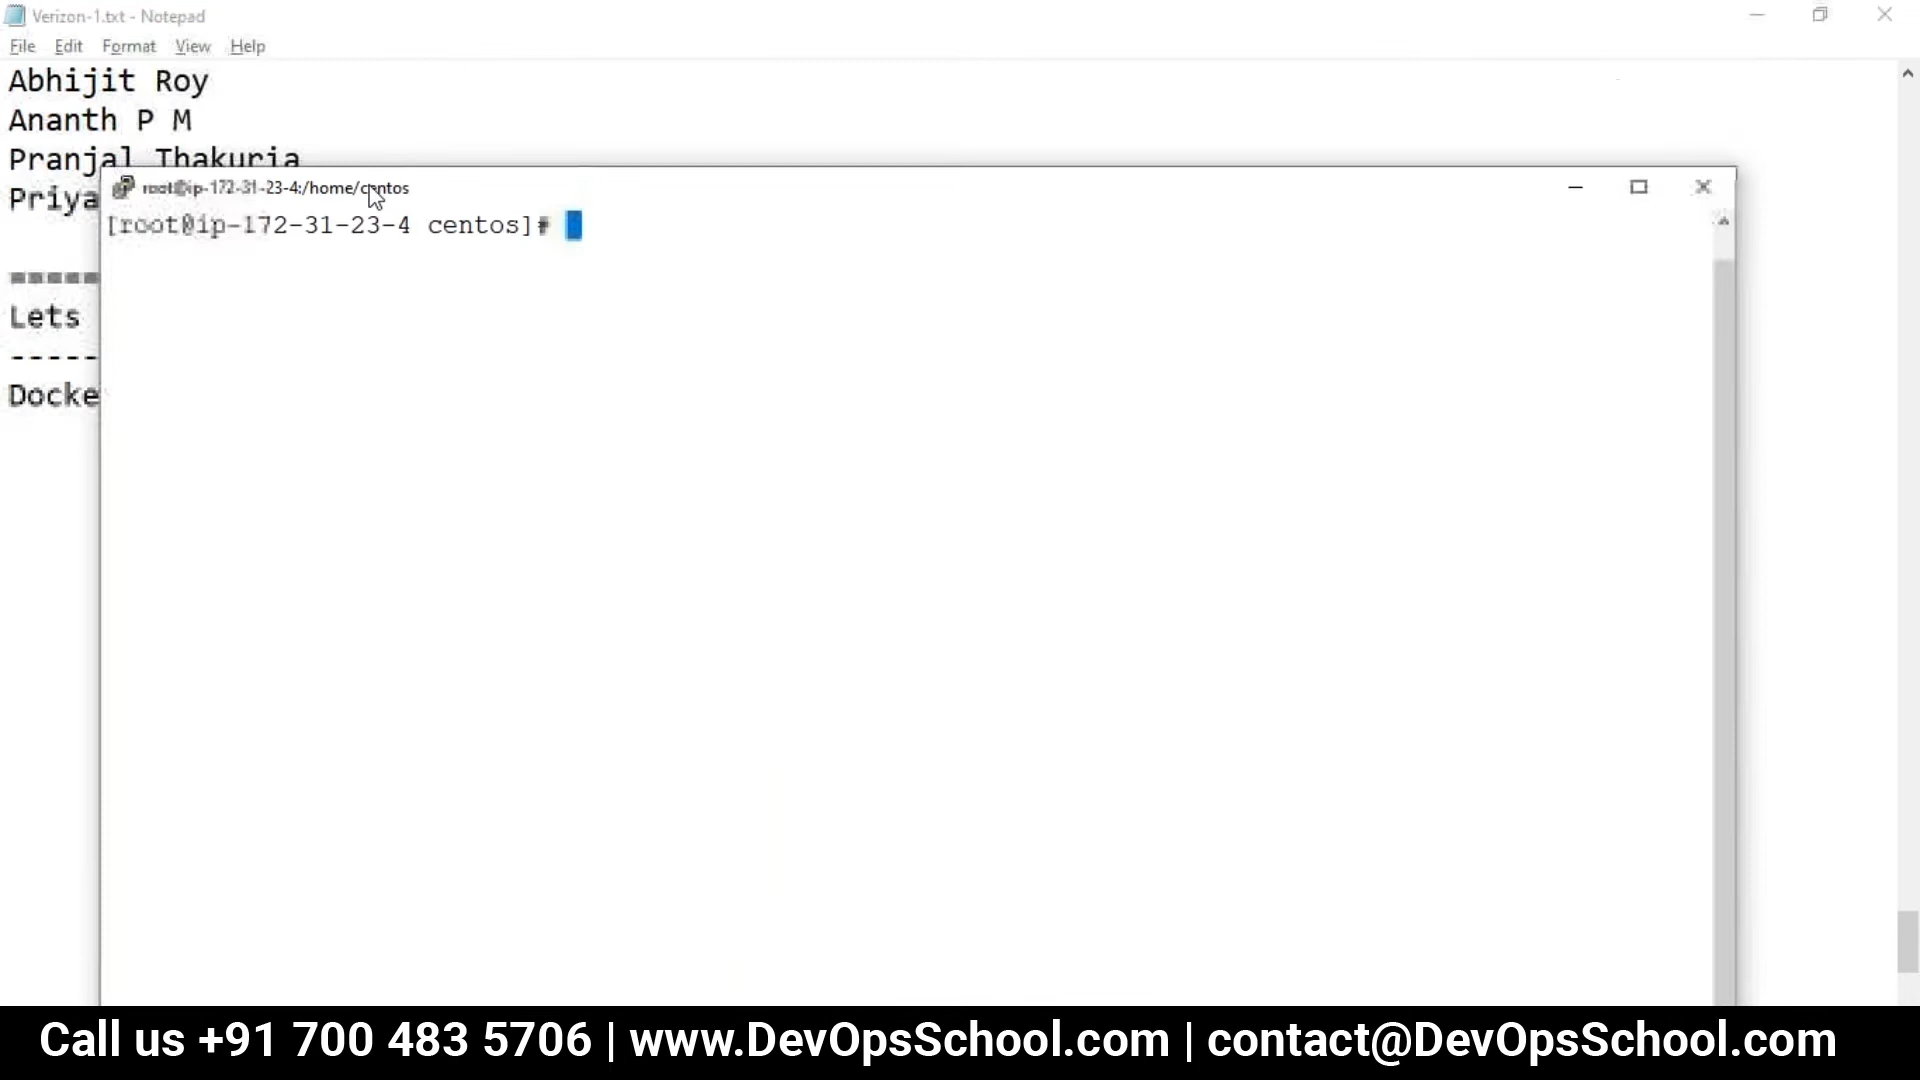 Verizon-1.txt - Notepad
File Edit Format View Help
Abhijit Roy
Ananth P M
Pranjal Thakuria
Priya
root@ip-172-31-23-4:/home/centos
[root@ip-172-31-23-4 centos]#
=====
Lets
-----
Docke
Call us +91 700 483 5706 | www.DevOpsSchool.com | contact@DevOpsSchool.com